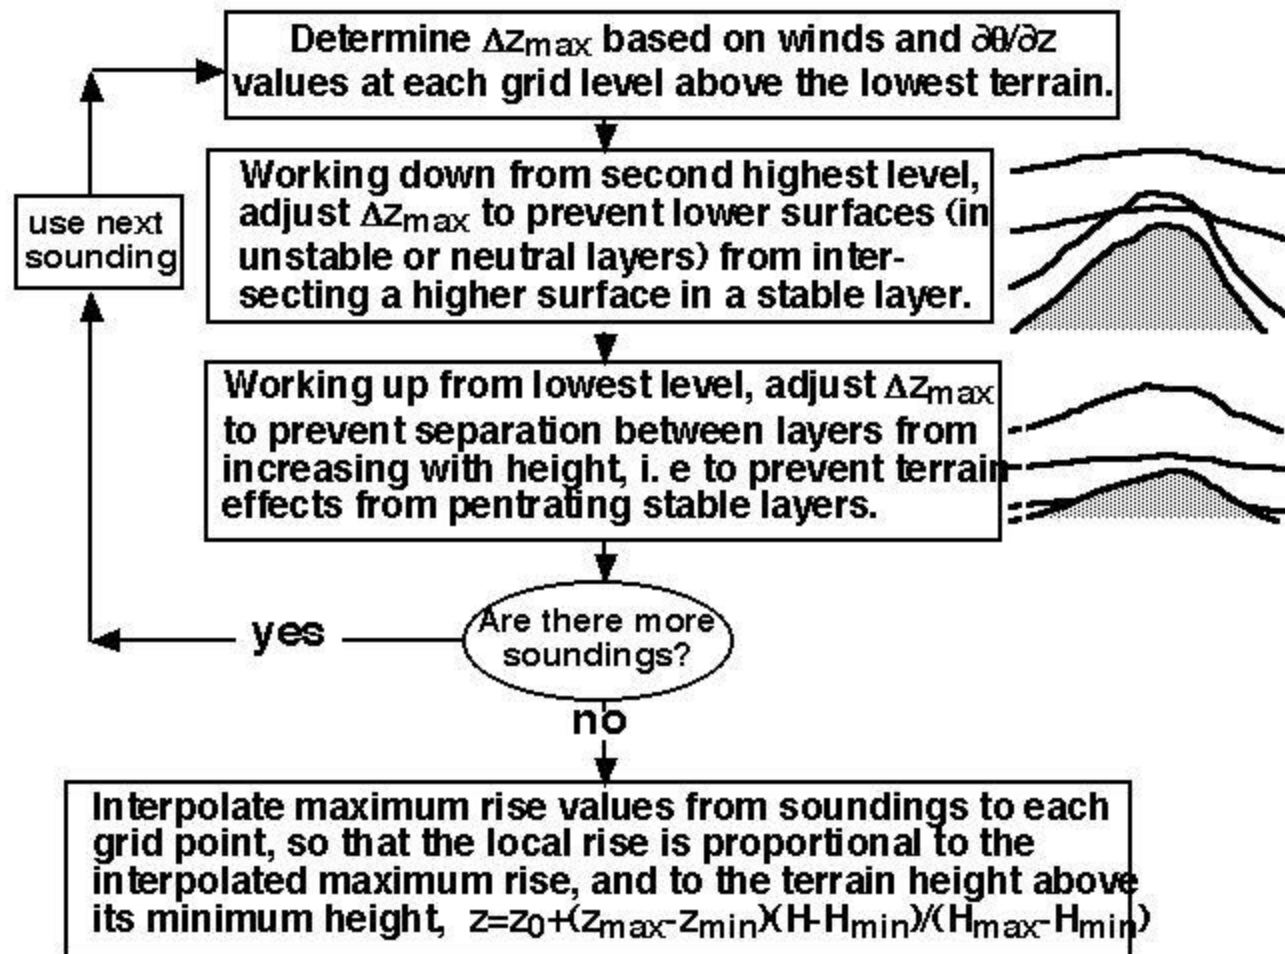 Determine Δzmax based on winds and ∂θ/∂z
values at each grid level above the lowest terrain.
Working down from second highest level,
adjust Δzmax to prevent lower surfaces (in
unstable or neutral layers) from inter-
secting a higher surface in a stable layer.
use next
sounding
Working up from lowest level, adjust Δzmax
to prevent separation between layers from
increasing with height, i. e to prevent terrain
effects from pentrating stable layers.
Are there more
soundings?
yes
no
Interpolate maximum rise values from soundings to each
grid point, so that the local rise is proportional to the
interpolated maximum rise, and to the terrain height above
its minimum height, z=z0+(zmax-zmin)(H-Hmin)/(Hmax-Hmin)